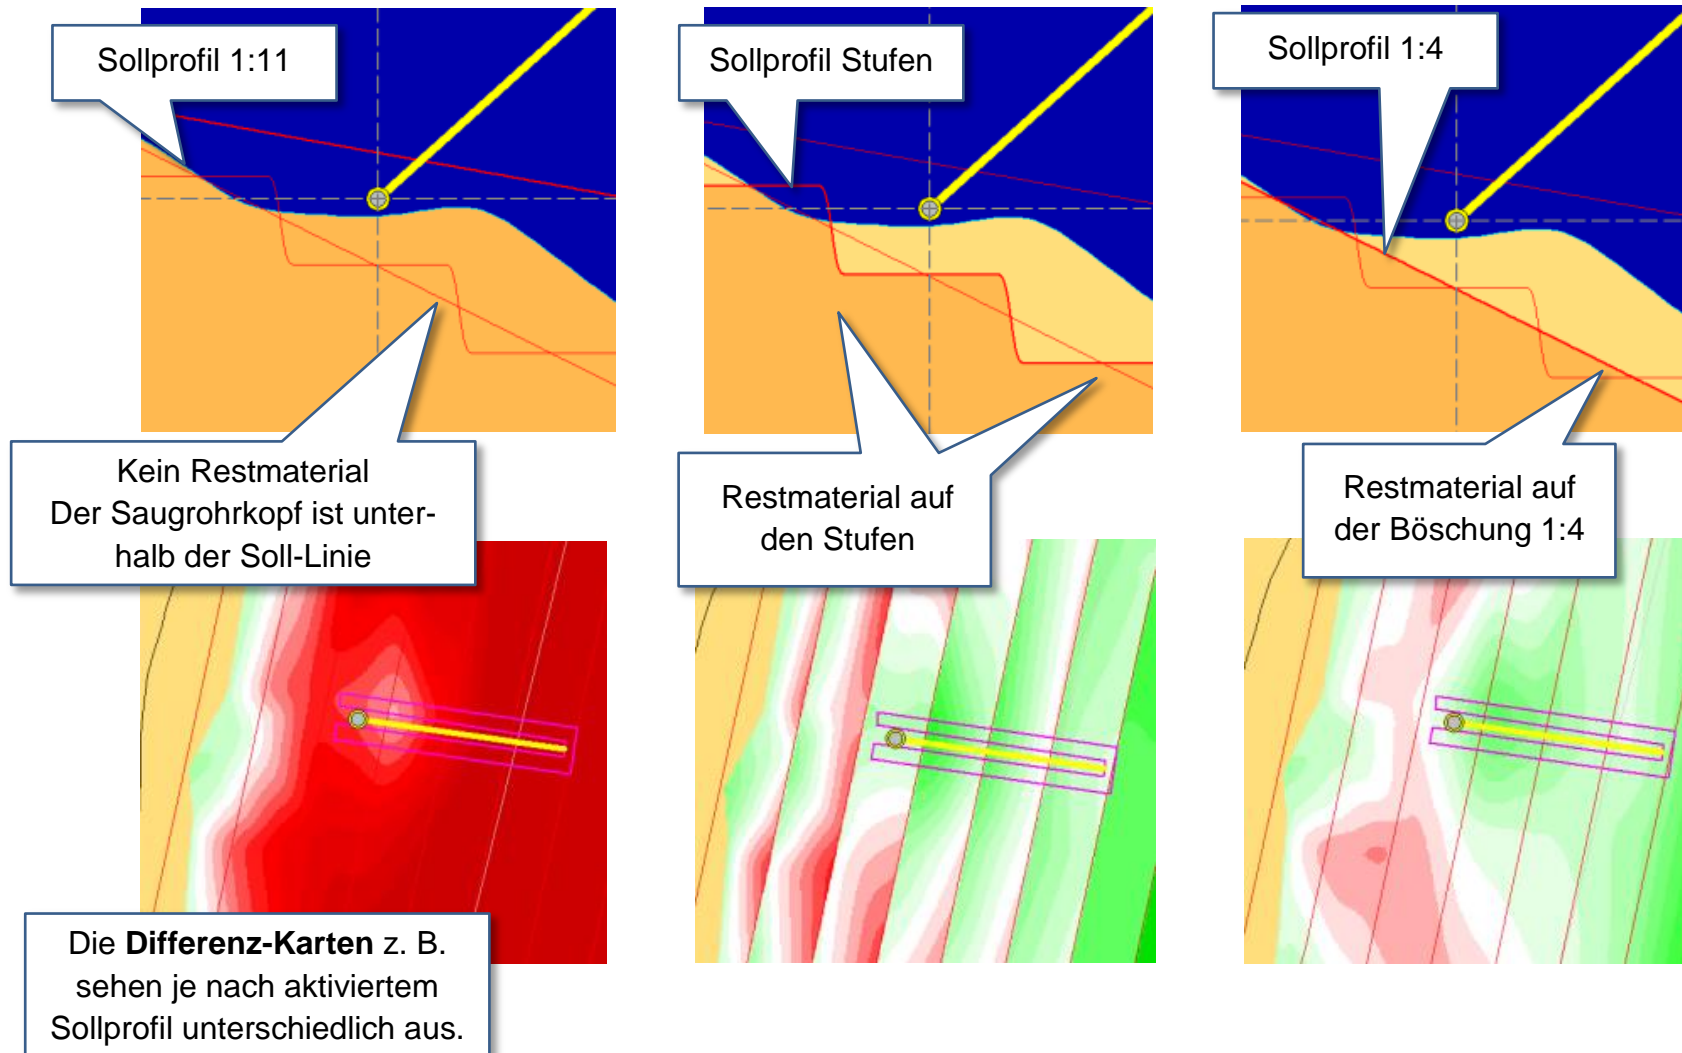 Sollprofil 1:11
Sollprofil Stufen
Sollprofil 1:4
Kein Restmaterial
Der Saugrohrkopf ist unter-
halb der Soll-Linie
Restmaterial auf
den Stufen
Restmaterial auf
der Böschung 1:4
Die Differenz-Karten z. B.
sehen je nach aktiviertem
Sollprofil unterschiedlich aus.